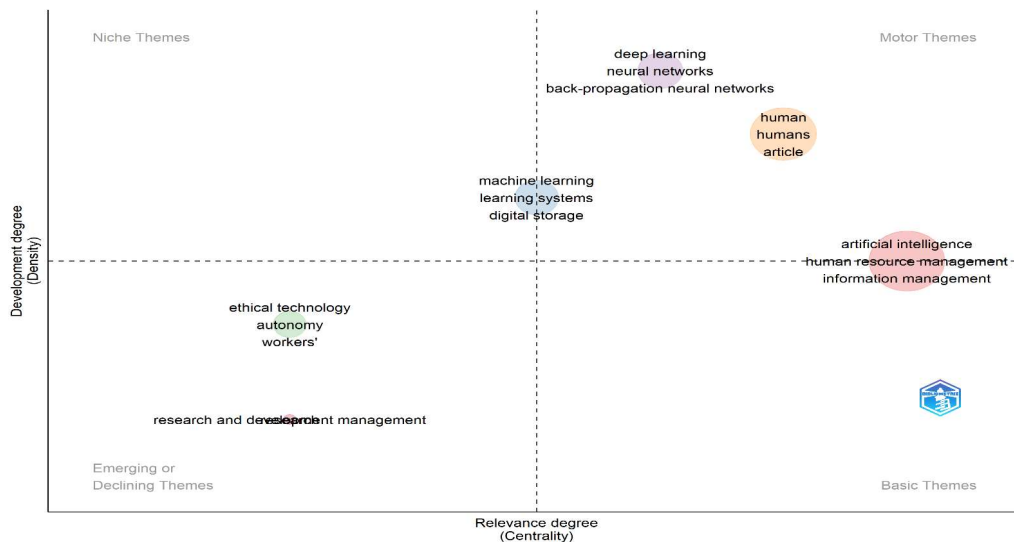 Niche Themes
Motor Themes
deep learning
neural networks
back-propagation neural networks
human
humans
article
machine learning
learning systems
digital storage
artificial intelligence
human resource management
information management
ethical technology
autonomy
workers'
research and development management
research
Emerging or
Declining Themes
Basic Themes
Development degree
(Density)
Relevance degree
(Centrality)